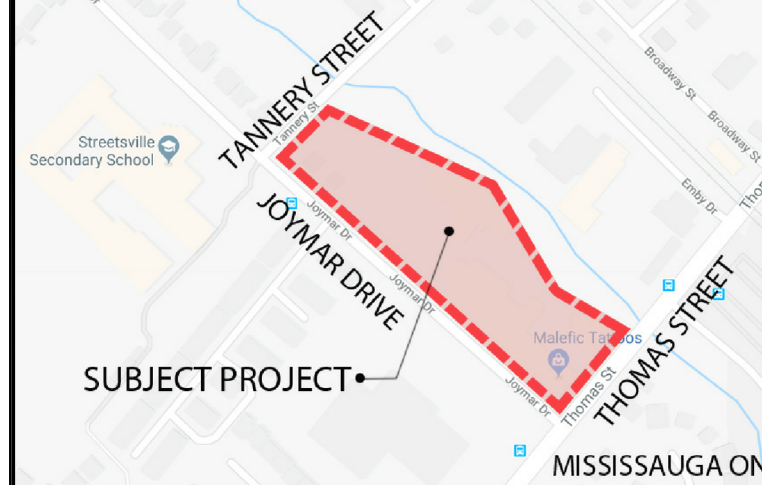 TANNERY STREET
Tannery St
Broadway St
Broadway St
Streetsville
Secondary School
Emby Dr
Tho
JOYMAR DRIVE
Joymar Dr
Joymar Dr
THOMAS STREET
Malefic Tattoos
SUBJECT PROJECT
Joymar Dr
Thomas St
MISSISSAUGA ON